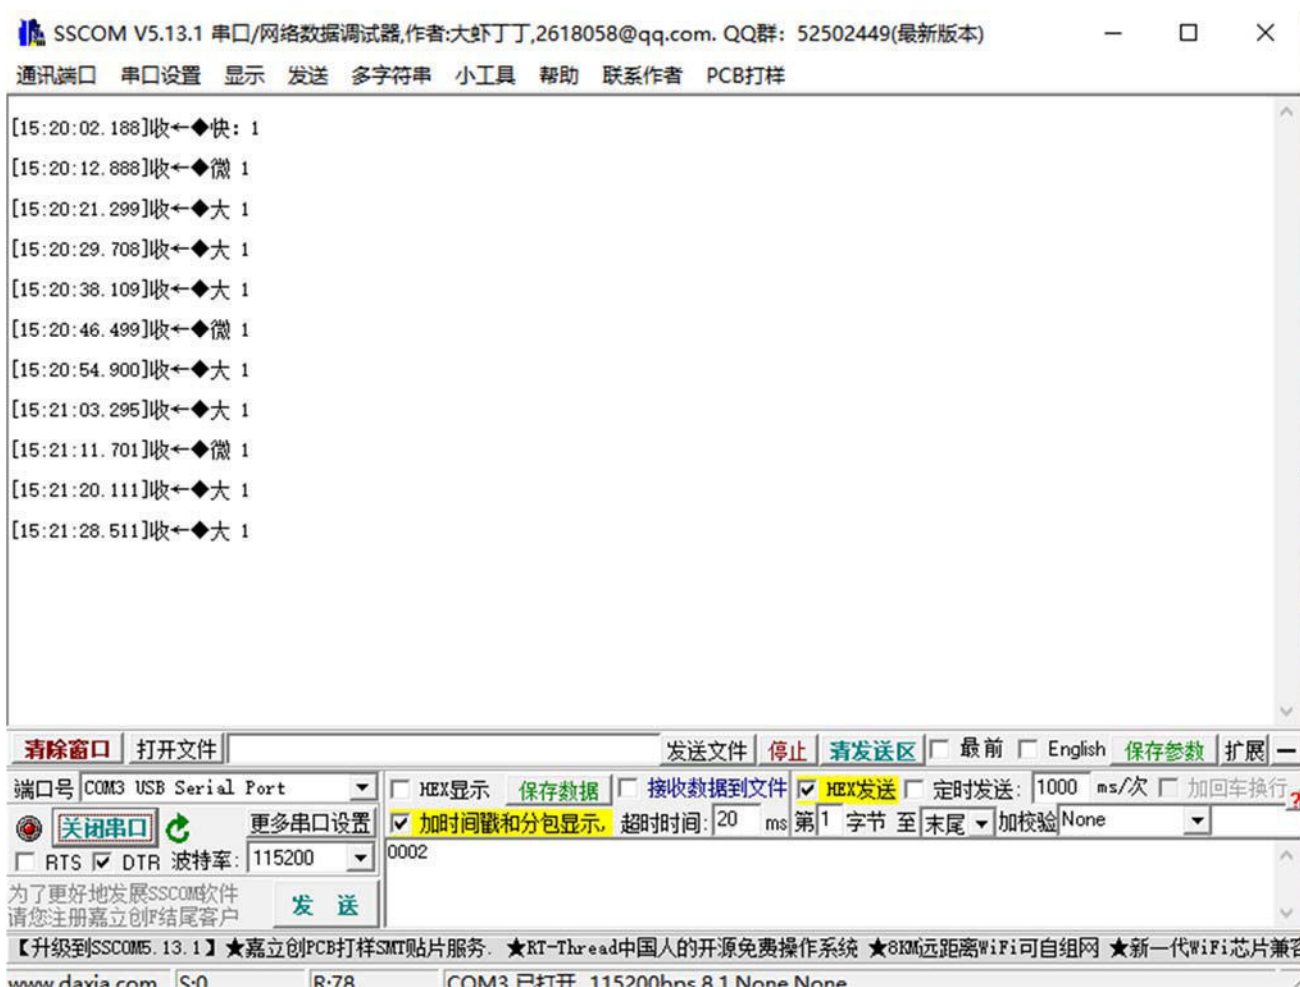 SSCOM V5.13.1 串口/网络数据调试器,作者:大虾丁丁,2618058@qq.com. QQ群: 52502449(最新版本)
通讯端口 串口设置 显示 发送 多字符串 小工具 帮助 联系作者 PCB打样
[15:20:02.188]收←◆快: 1
[15:20:12.888]收←◆微 1
[15:20:21.299]收←◆大 1
[15:20:29.708]收←◆大 1
[15:20:38.109]收←◆大 1
[15:20:46.499]收←◆微 1
[15:20:54.900]收←◆大 1
[15:21:03.295]收←◆大 1
[15:21:11.701]收←◆微 1
[15:21:20.111]收←◆大 1
[15:21:28.511]收←◆大 1
清除窗口 打开文件 发送文件 停止 清发送区 最前 English 保存参数 扩展 —
端口号 COM3 USB Serial Port HEX显示 保存数据 接收数据到文件 HEX发送 定时发送: 1000 ms/次 加回车换行
关闭串口 更多串口设置 加时间戳和分包显示, 超时时间: 20 ms 第1 字节 至 末尾 加校验 None
RTS DTR 波特率: 115200 0002
为了更好地发展SSCOM软件
请您注册嘉立创F结尾客户 发 送
【升级到SSCOM5.13.1】★嘉立创PCB打样SMT贴片服务. ★RT-Thread中国人的开源免费操作系统 ★8KM远距离WiFi可自组网 ★新一代WiFi芯片兼容
www.daxia.com S:0 R:78 COM3 已打开 115200bps,8,1,None,None